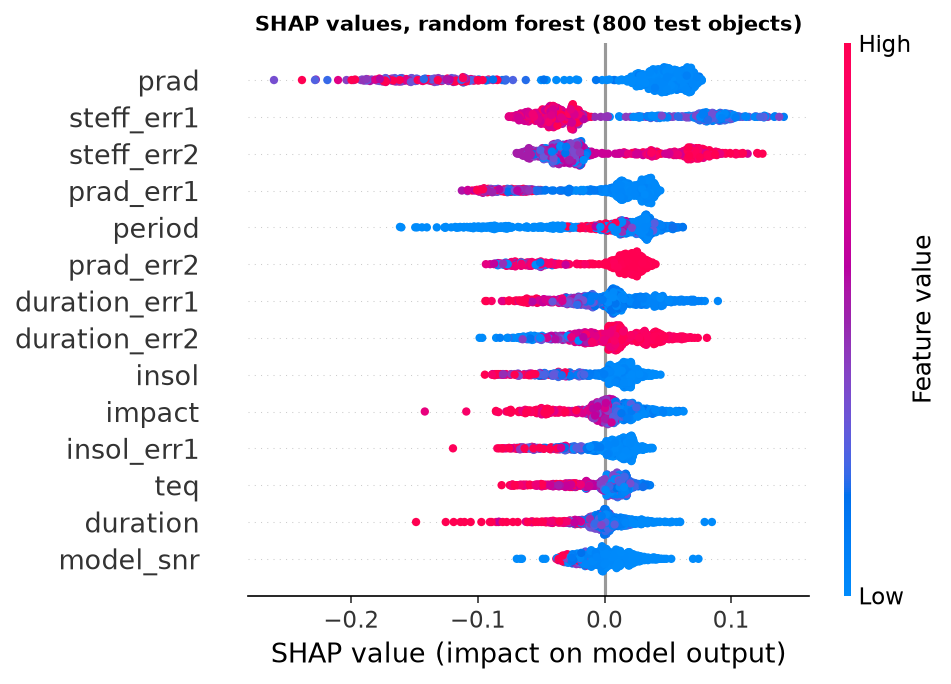 SHAP values, random forest (800 test objects)
High
prad
steff_err1
steff_err2
prad_err1
period
prad_err2
duration_err1
duration_err2
insol
impact
insol_err1
teq
duration
model_snr
Feature value
Low
−0.2 −0.1 0.0 0.1
SHAP value (impact on model output)